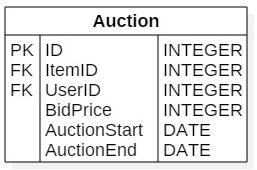 Auction
PK ID INTEGER
FK ItemID INTEGER
FK UserID INTEGER
BidPrice INTEGER
AuctionStart DATE
AuctionEnd DATE